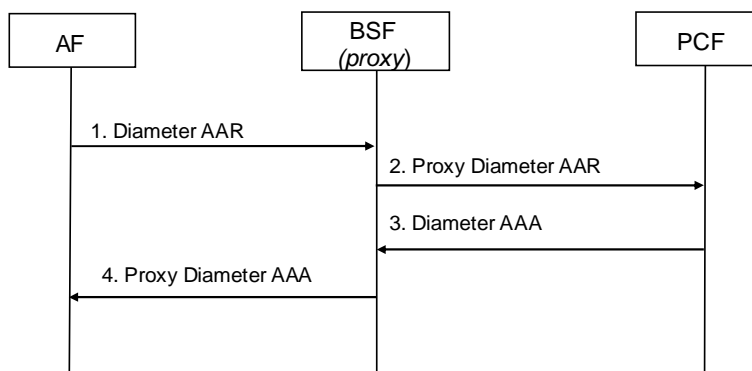 AF
BSF
(proxy)
PCF
1. Diameter AAR
2. Proxy Diameter AAR
3. Diameter AAA
4. Proxy Diameter AAA